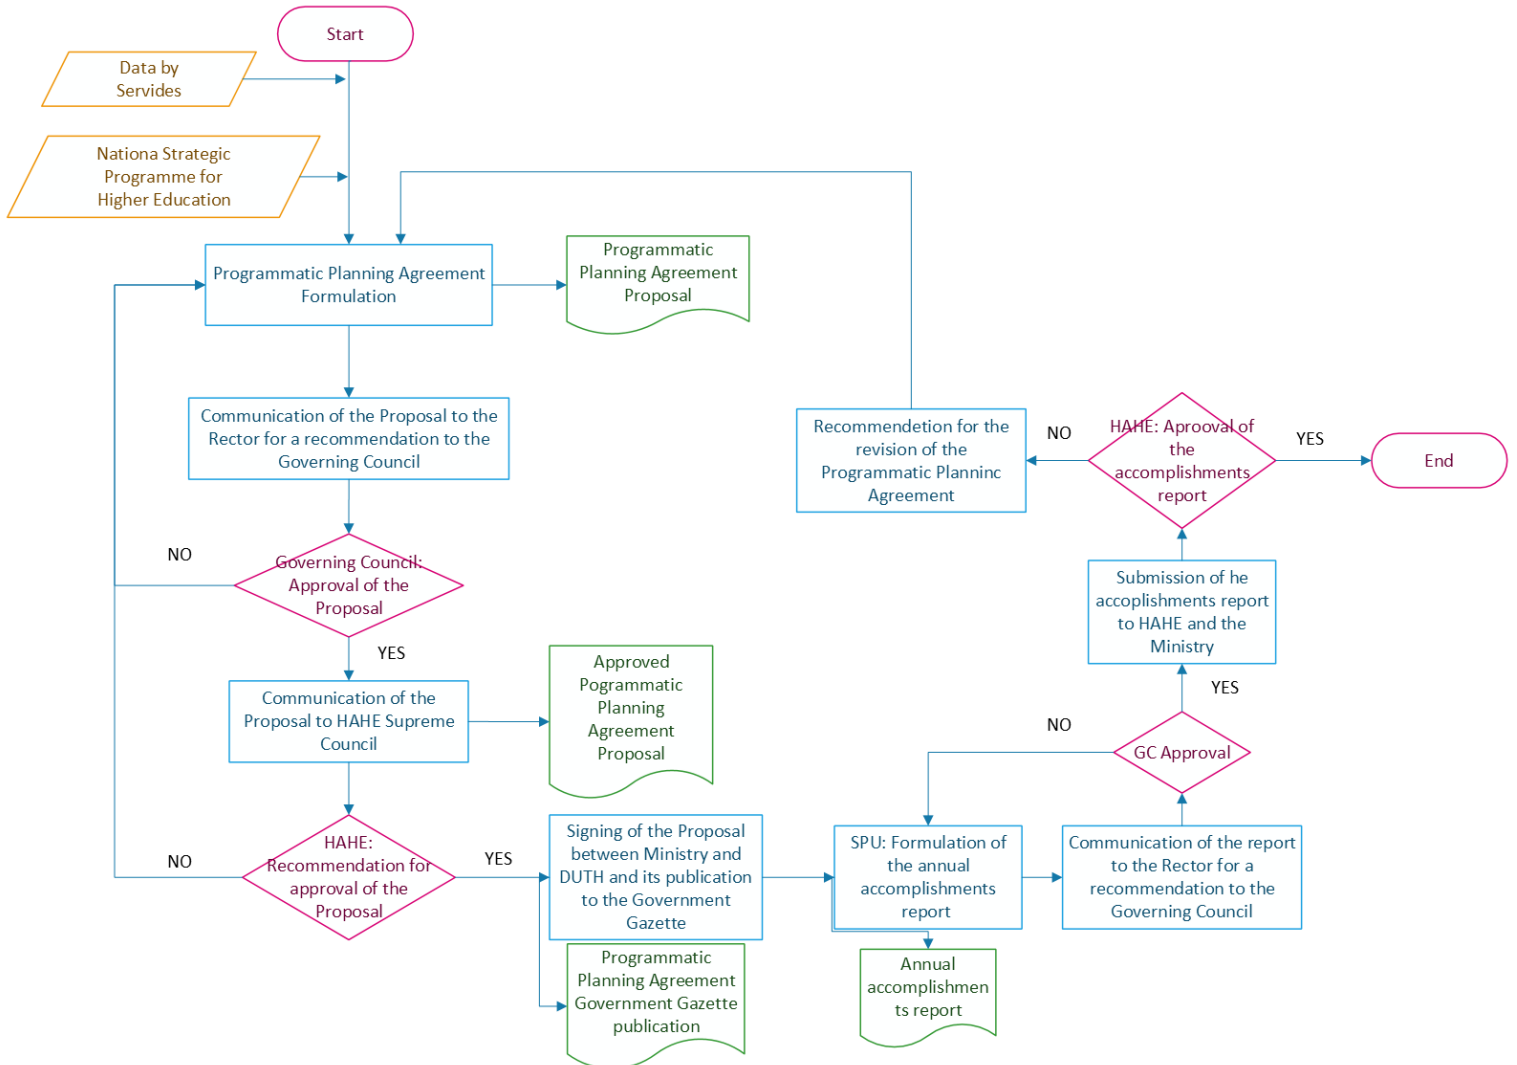 Start
Data by
Servides
Nationa Strategic
Programme for
Higher Education
Programmatic Planning Agreement
Formulation
Programmatic
Planning Agreement
Proposal
Communication of the Proposal to the
Rector for a recommendation to the
Governing Council
Recommendetion for the
revision of the
Programmatic Planninc
Agreement
NO
HAHE: Aprooval of
the
accomplishments
report
YES
End
NO
Governing Council:
Approval of the
Proposal
YES
Submission of he
accoplishments report
to HAHE and the
Ministry
Communication of the
Proposal to HAHE Supreme
Council
Approved
Pogrammatic
Planning
Agreement
Proposal
YES
NO
GC Approval
NO
HAHE:
Recommendation for
approval of the
Proposal
YES
Signing of the Proposal
between Ministry and
DUTH and its publication
to the Government
Gazette
SPU: Formulation of
the annual
accomplishments
report
Communication of the report
to the Rector for a
recommendation to the
Governing Council
Programmatic
Planning Agreement
Government Gazette
publication
Annual
accomplishmen
ts report